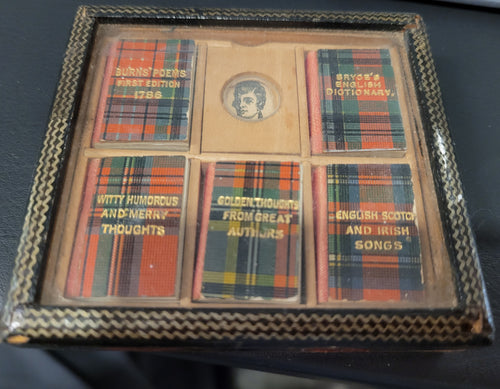 BURNS' POEMS
FIRST EDITION
1786
BRYCE'S
ENGLISH
DICTIONARY
WITTY HUMOROUS
AND MERRY
THOUGHTS
GOLDEN THOUGHTS
FROM GREAT
AUTHORS
ENGLISH SCOTCH
AND IRISH
SONGS